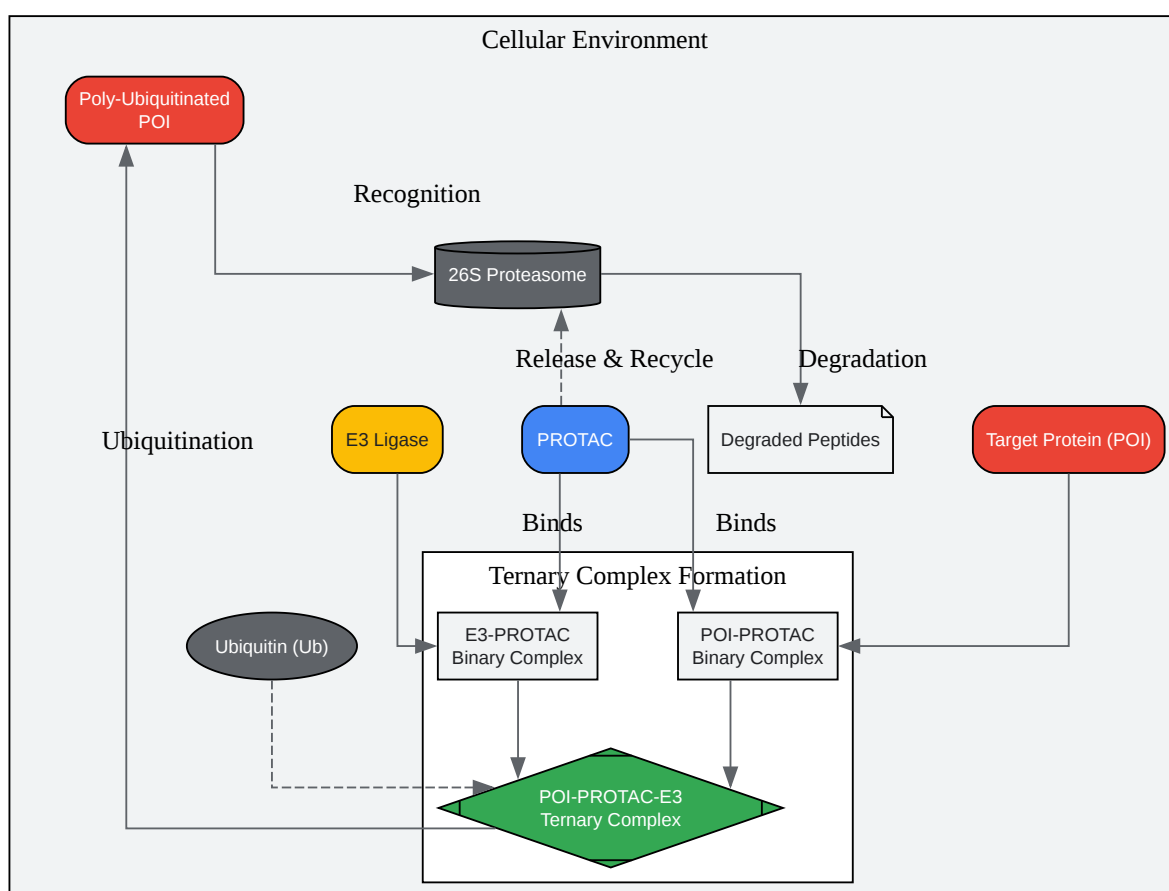 Cellular Environment
Poly-Ubiquitinated
POI
Recognition
26S Proteasome
Release & Recycle
Degradation
Ubiquitination
E3 Ligase
PROTAC
Degraded Peptides
Target Protein (POI)
Binds
Binds
Ternary Complex Formation
E3-PROTAC
Binary Complex
POI-PROTAC
Binary Complex
Ubiquitin (Ub)
POI-PROTAC-E3
Ternary Complex